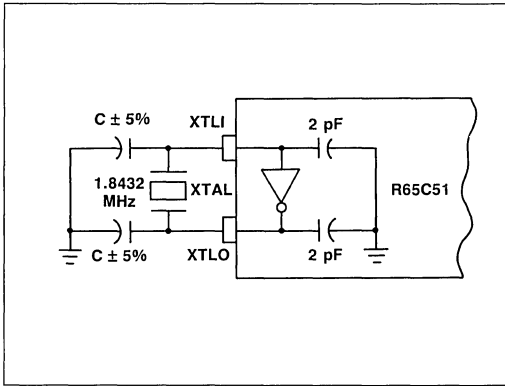 C ± 5%
XTLI
2 pF
1.8432
MHz
XTAL
R65C51
C ± 5%
XTLO
2 pF